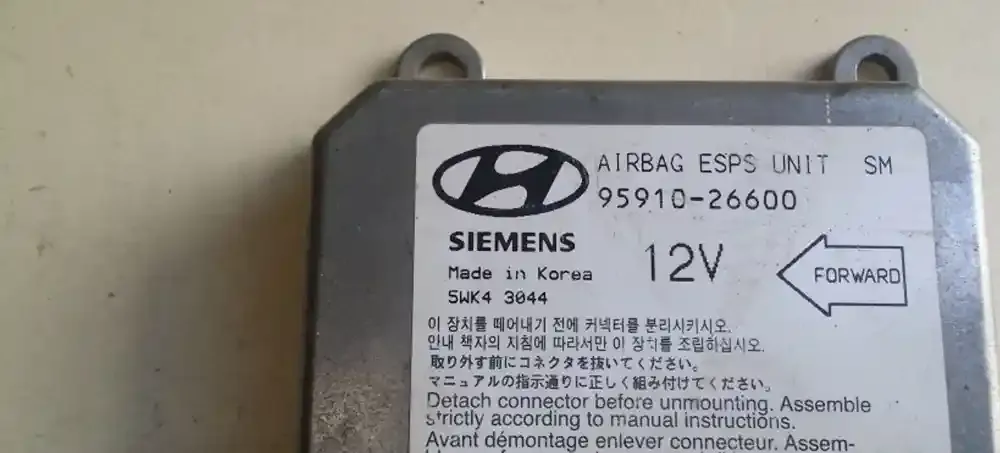 AIRBAG ESPS UNIT SM
95910-26600
SIEMENS
12V
FORWARD
Made in Korea
5WK4 3044
이 장치를 떼어내기 전에 커넥터를 분리시키시오.
안내 책자의 지침에 따라서만 이 장치를 조립하십시오.
取り外す前にコネクタを抜いてください。
マニュアルの指示通りに正しく組み付けてください。
Detach connector before unmounting. Assemble
strictly according to manual instructions.
Avant démontage enlever connecteur. Assem-